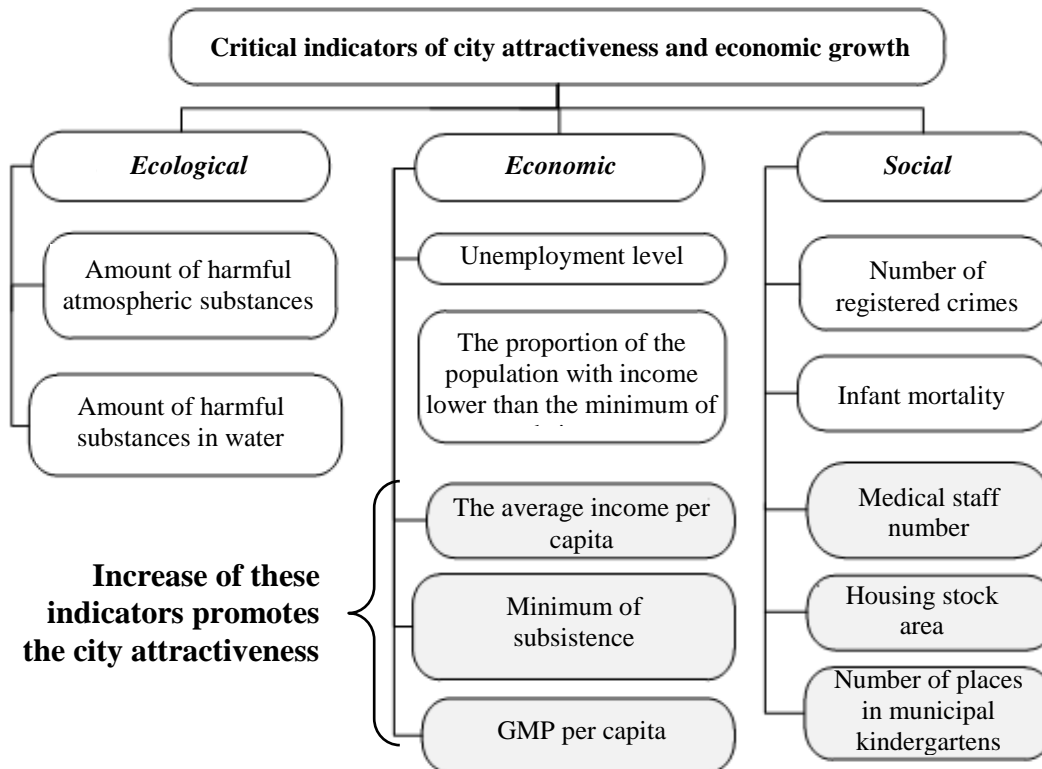 Critical indicators of city attractiveness and economic growth
Ecological
Amount of harmful
atmospheric substances
Amount of harmful
substances in water
Economic
Unemployment level
The proportion of the
population with income
lower than the minimum of
The average income per
capita
Minimum of
subsistence
GMP per capita
Increase of these
indicators promotes
the city attractiveness
Social
Number of
registered crimes
Infant mortality
Medical staff
number
Housing stock
area
Number of places
in municipal
kindergartens